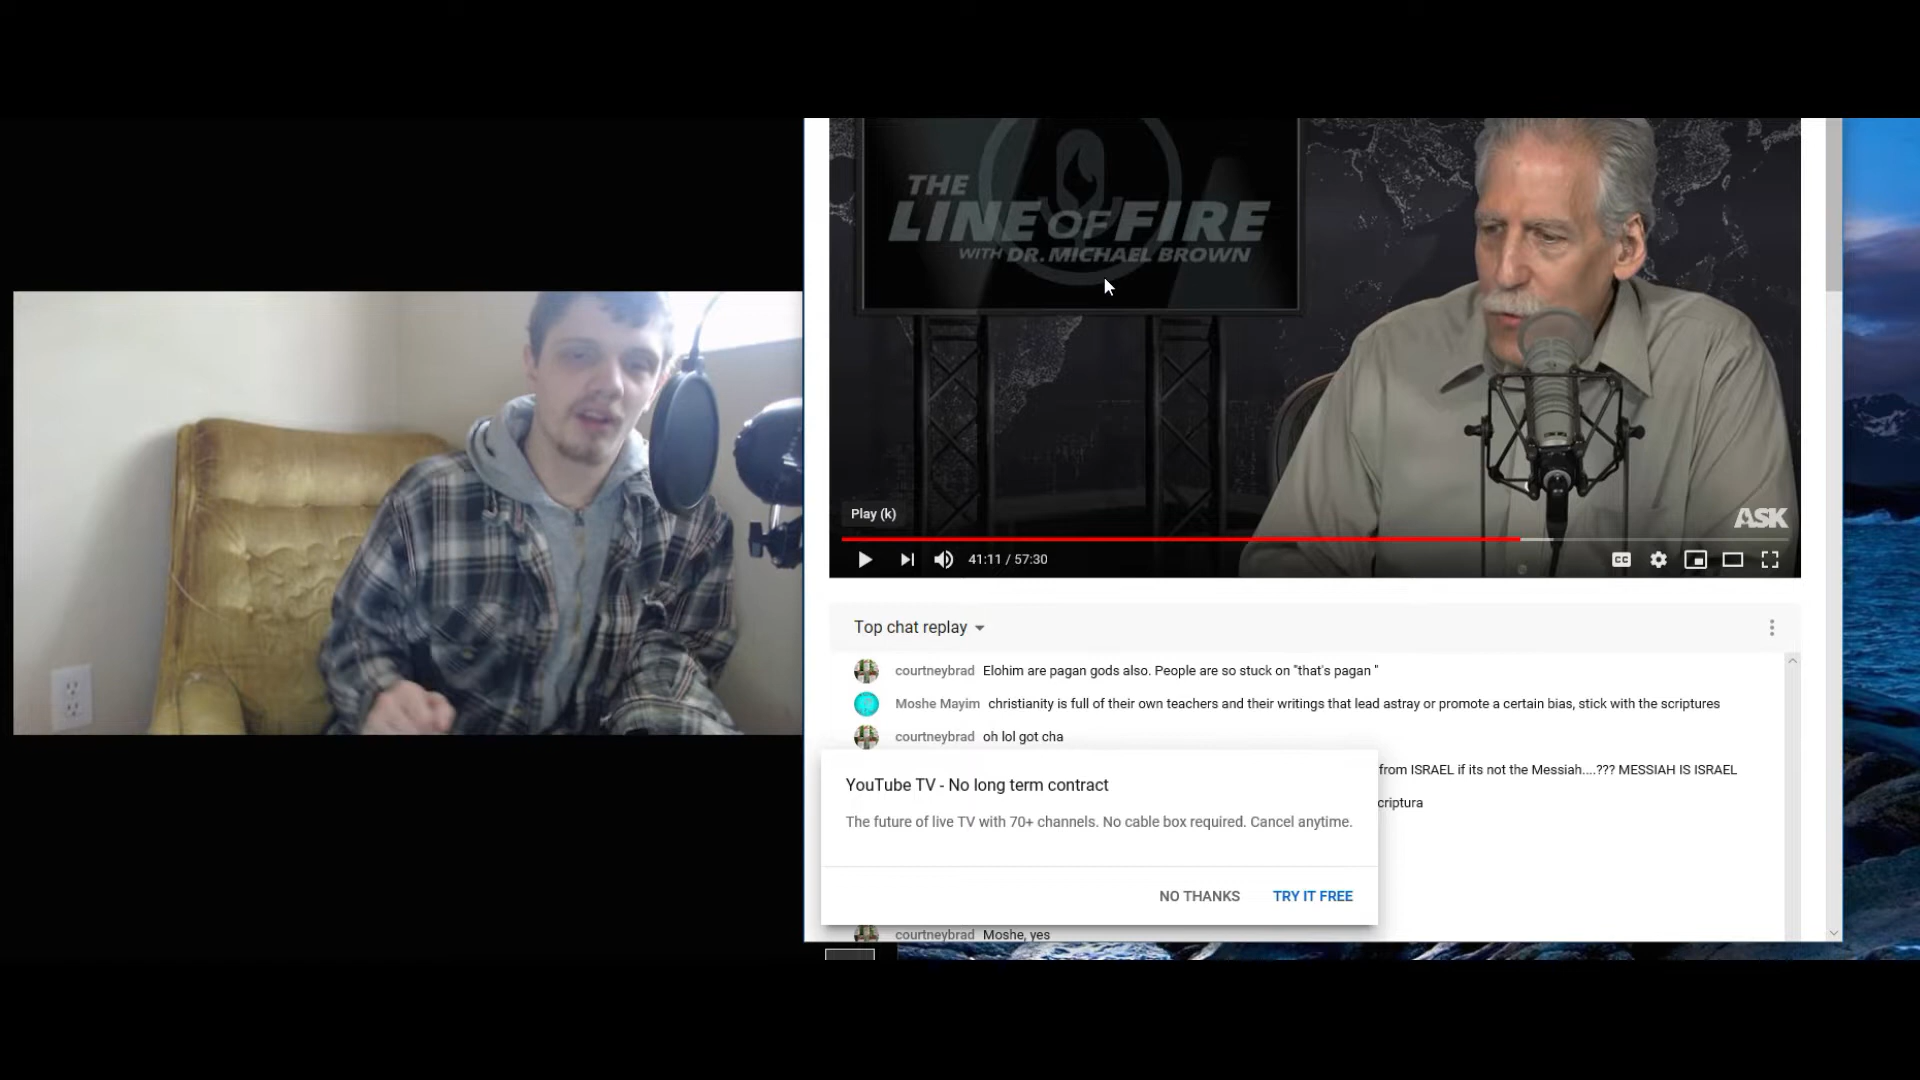 THE
LINE OF FIRE
WITH DR. MICHAEL BROWN
Play (k)
ASK
41:11 / 57:30
CC
Top chat replay
courtneybrad Elohim are pagan gods also. People are so stuck on "that's pagan "
Moshe Mayim christianity is full of their own teachers and their writings that lead astray or promote a certain bias, stick with the scriptures
courtneybrad oh lol got cha
from ISRAEL if its not the Messiah....??? MESSIAH IS ISRAEL
criptura
YouTube TV - No long term contract
The future of live TV with 70+ channels. No cable box required. Cancel anytime.
NO THANKS TRY IT FREE
courtneybrad Moshe, yes